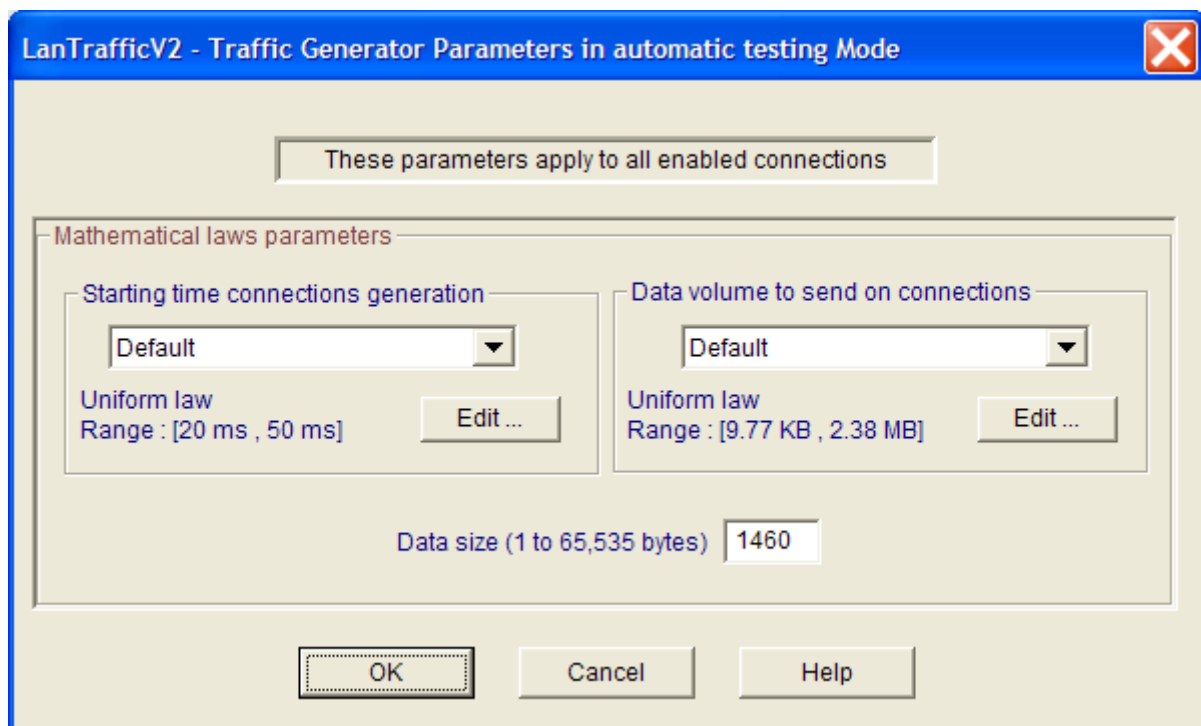 LanTrafficV2 - Traffic Generator Parameters in automatic testing Mode
These parameters apply to all enabled connections
Mathematical laws parameters
Starting time connections generation
Default
Uniform law
Range : [20 ms , 50 ms]
Edit ...
Data volume to send on connections
Default
Uniform law
Range : [9.77 KB , 2.38 MB]
Edit ...
Data size (1 to 65,535 bytes) 1460
OK Cancel Help